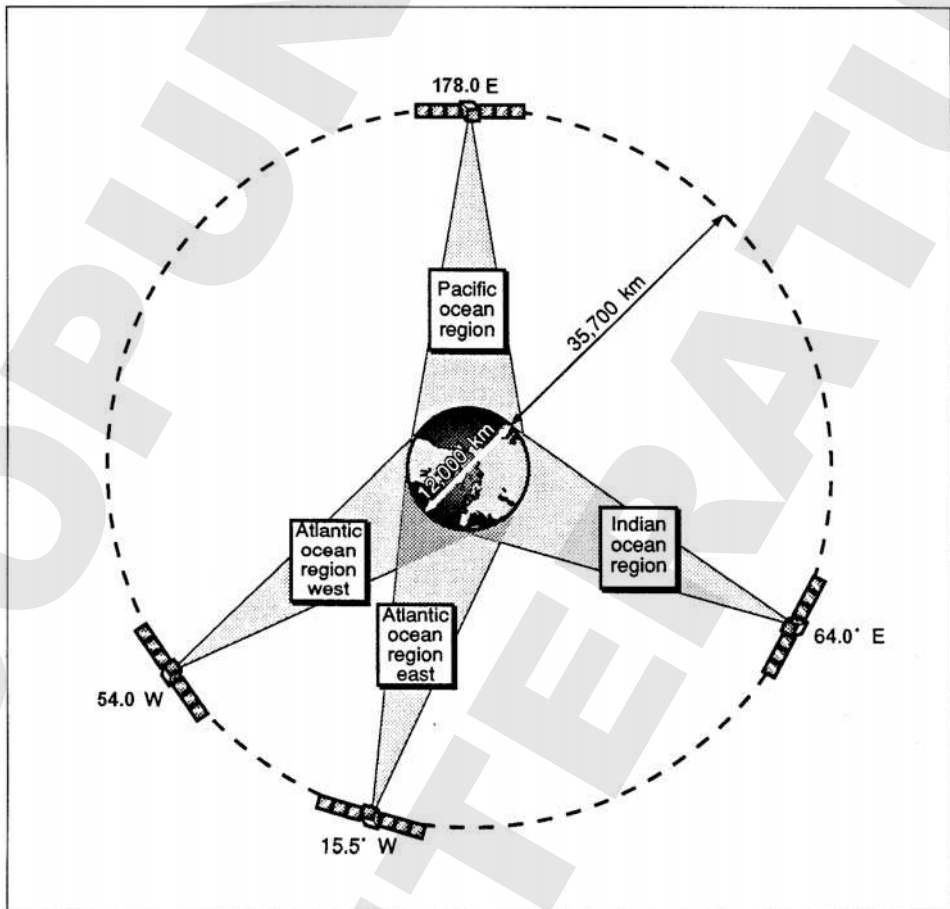 178.0 E
Pacific
ocean
region
35,700 km
12,000 km
Atlantic
ocean
region
west
Indian
ocean
region
Atlantic
ocean
region
east
64.0° E
54.0 W
15.5° W